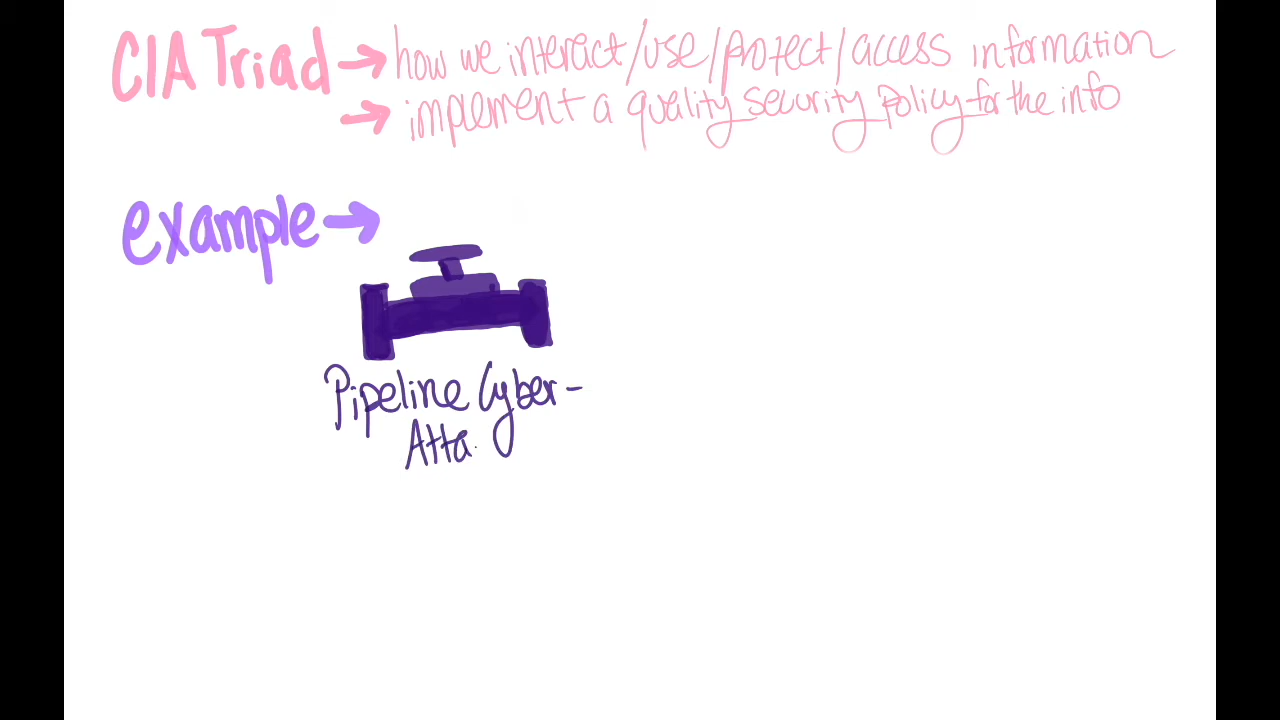 CIA Triad → how we interact/use/protect/access information
→ implement a quality security policy for the info
example →
Pipeline Cyber-
Atta